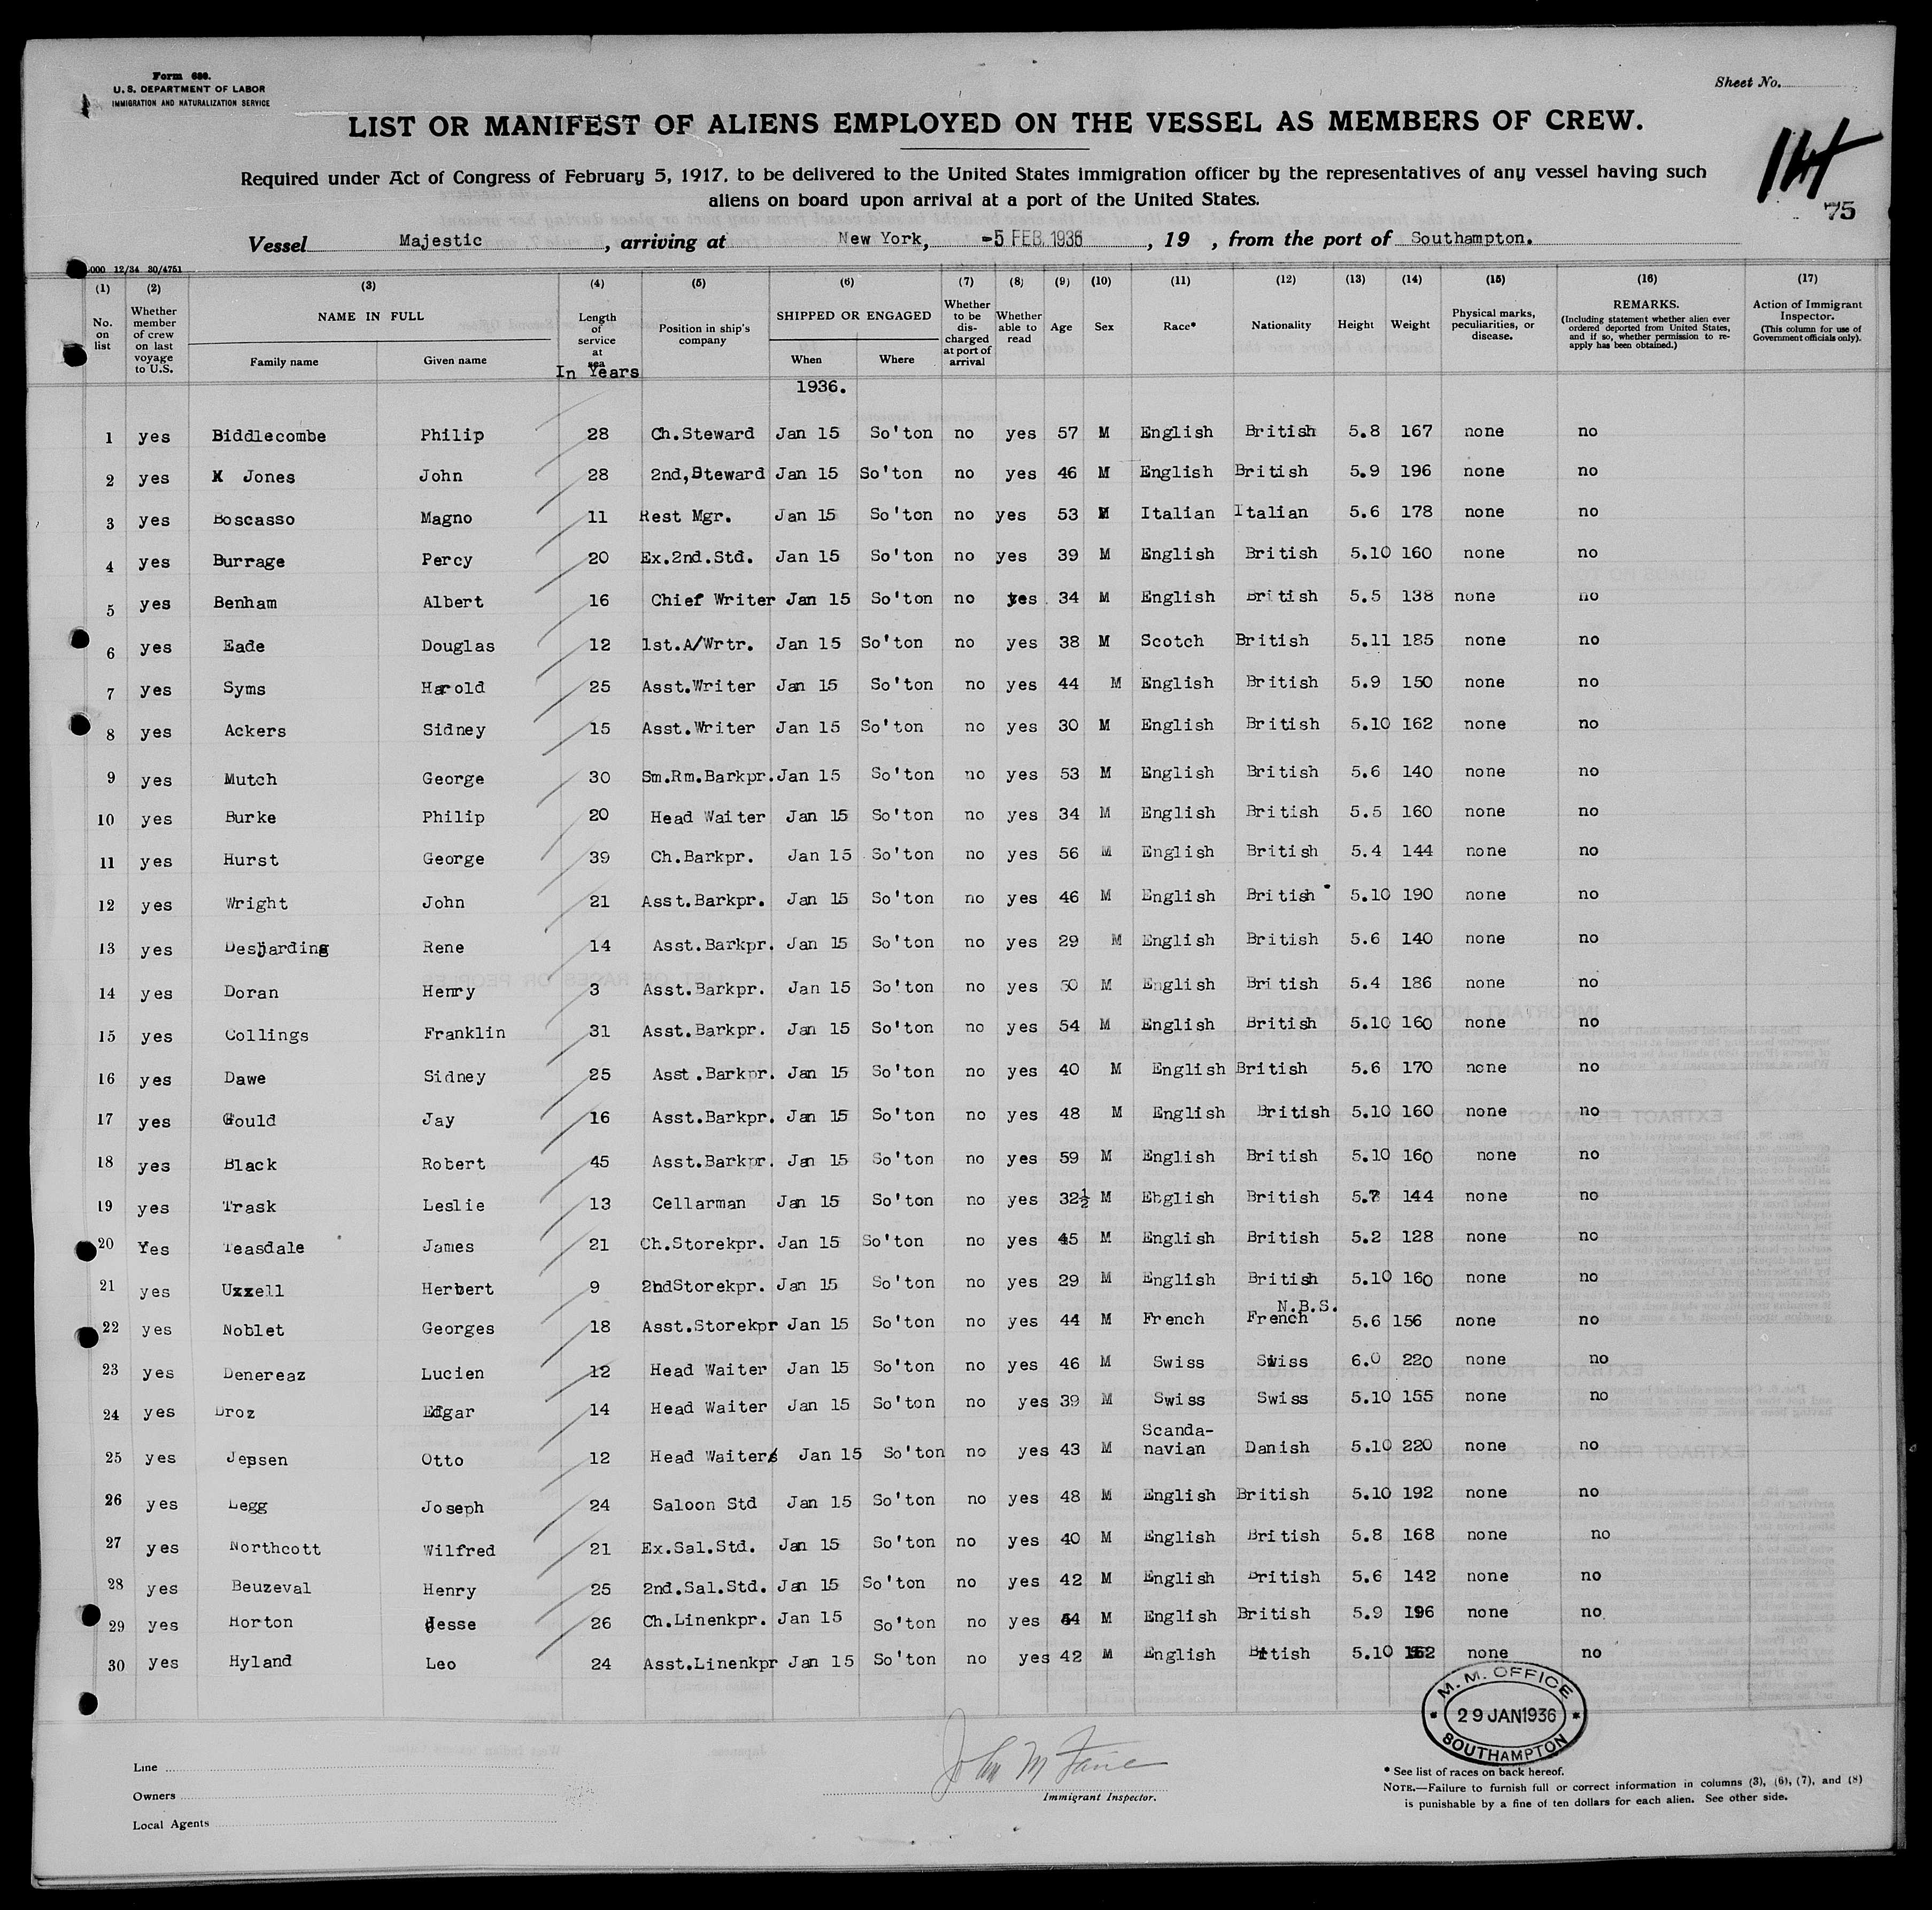 Form 680.
U. S. DEPARTMENT OF LABOR
IMMIGRATION AND NATURALIZATION SERVICE
Sheet No.
LIST OR MANIFEST OF ALIENS EMPLOYED ON THE VESSEL AS MEMBERS OF CREW.
Required under Act of Congress of February 5, 1917, to be delivered to the United States immigration officer by the representatives of any vessel having such
aliens on board upon arrival at a port of the United States.
75
Vessel Majestic, arriving at New York, -5 FEB. 1936, 19 , from the port of Southampton.
000 12/34 30/4751
(1) (2) (3) (4) (5) (6) (7) (8) (9) (10) (11) (12) (13) (14) (15) (16) (17)
No. on list
Whether member of crew on last voyage to U.S.
NAME IN FULL
Family name Given name
Length of service at sea
In Years
Position in ship's company
SHIPPED OR ENGAGED
When Where
1936.
Whether to be discharged at port of arrival
Whether able to read
Age Sex Race* Nationality Height Weight
Physical marks, peculiarities, or disease.
REMARKS.
(Including statement whether alien ever ordered deported from United States, and if so, whether permission to re-apply has been obtained.)
Action of Immigrant Inspector.
(This column for use of Government officials only).
1 yes Biddlecombe Philip 28 Ch.Steward Jan 15 So'ton no yes 57 M English British 5.8 167 none no
2 yes Jones John 28 2nd,Steward Jan 15 So'ton no yes 46 M English British 5.9 196 none no
3 yes Boscasso Magno 11 Rest Mgr. Jan 15 So'ton no yes 53 M Italian Italian 5.6 178 none no
4 yes Burrage Percy 20 Ex.2nd.Std. Jan 15 So'ton no yes 39 M English British 5.10 160 none no
5 yes Benham Albert 16 Chief Writer Jan 15 So'ton no yes 34 M English British 5.5 138 none no
6 yes Eade Douglas 12 1st.A/Wrtr. Jan 15 So'ton no yes 38 M Scotch British 5.11 185 none no
7 yes Syms Harold 25 Asst.Writer Jan 15 So'ton no yes 44 M English British 5.9 150 none no
8 yes Ackers Sidney 15 Asst.Writer Jan 15 So'ton no yes 30 M English British 5.10 162 none no
9 yes Mutch George 30 Sm.Rm.Barkpr. Jan 15 So'ton no yes 53 M English British 5.6 140 none no
10 yes Burke Philip 20 Head Waiter Jan 15 So'ton no yes 34 M English British 5.5 160 none no
11 yes Hurst George 39 Ch.Barkpr. Jan 15 So'ton no yes 56 M English British 5.4 144 none no
12 yes Wright John 21 Asst.Barkpr. Jan 15 So'ton no yes 46 M English British 5.10 190 none no
13 yes Desjarding Rene 14 Asst.Barkpr. Jan 15 So'ton no yes 29 M English British 5.6 140 none no
14 yes Doran Henry 3 Asst.Barkpr. Jan 15 So'ton no yes M English British 5.4 186 none no
15 yes Collings Franklin 31 Asst.Barkpr. Jan 15 So'ton no yes 54 M English British 5.10 160 none no
16 yes Dawe Sidney 25 Asst.Barkpr. Jan 15 So'ton no yes 40 M English British 5.6 170 none no
17 yes Gould Jay 16 Asst.Barkpr. Jan 15 So'ton no yes 48 M English British 5.10 160 none no
18 yes Black Robert 45 Asst.Barkpr. Jan 15 So'ton no yes 59 M English British 5.10 160 none no
19 yes Trask Leslie 13 Cellarman Jan 15 So'ton no yes 32½ M Ebglish British 5.7 144 none no
20 Yes Teasdale James 21 Ch.Storekpr. Jan 15 So'ton no yes 45 M English British 5.2 128 none no
21 yes Uzzell Herbert 9 2ndStorekpr. Jan 15 So'ton no yes 29 M English British 5.10 160 none no
22 yes Noblet Georges 18 Asst.Storekpr Jan 15 So'ton no yes 44 M French French N.B.S. 5.6 156 none no
23 yes Denereaz Lucien 12 Head Waiter Jan 15 So'ton no yes 46 M Swiss Swiss 6.0 220 none no
24 yes Droz Edgar 14 Head Waiter Jan 15 So'ton no yes 39 M Swiss Swiss 5.10 155 none no
25 yes Jepsen Otto 12 Head Waiter Jan 15 So'ton no yes 43 M Scanda-navian Danish 5.10 220 none no
26 yes Legg Joseph 24 Saloon Std Jan 15 So'ton no yes 48 M English British 5.10 192 none no
27 yes Northcott Wilfred 21 Ex.Sal.Std. Jan 15 So'ton no yes 40 M English British 5.8 168 none no
28 yes Beuzeval Henry 25 2nd.Sal.Std. Jan 15 So'ton no yes 42 M English British 5.6 142 none no
29 yes Horton Jesse 26 Ch.Linenkpr. Jan 15 So'ton no yes M English British 5.9 196 none no
30 yes Hyland Leo 24 Asst.Linenkpr Jan 15 So'ton no yes 42 M English 5.10 none no
M. M. OFFICE
29 JAN 1936
SOUTHAMPTON
Line
Owners
Local Agents
John M
Immigrant Inspector.
* See list of races on back hereof.
NOTE.—Failure to furnish full or correct information in columns (3), (6), (7), and (8)
is punishable by a fine of ten dollars for each alien. See other side.